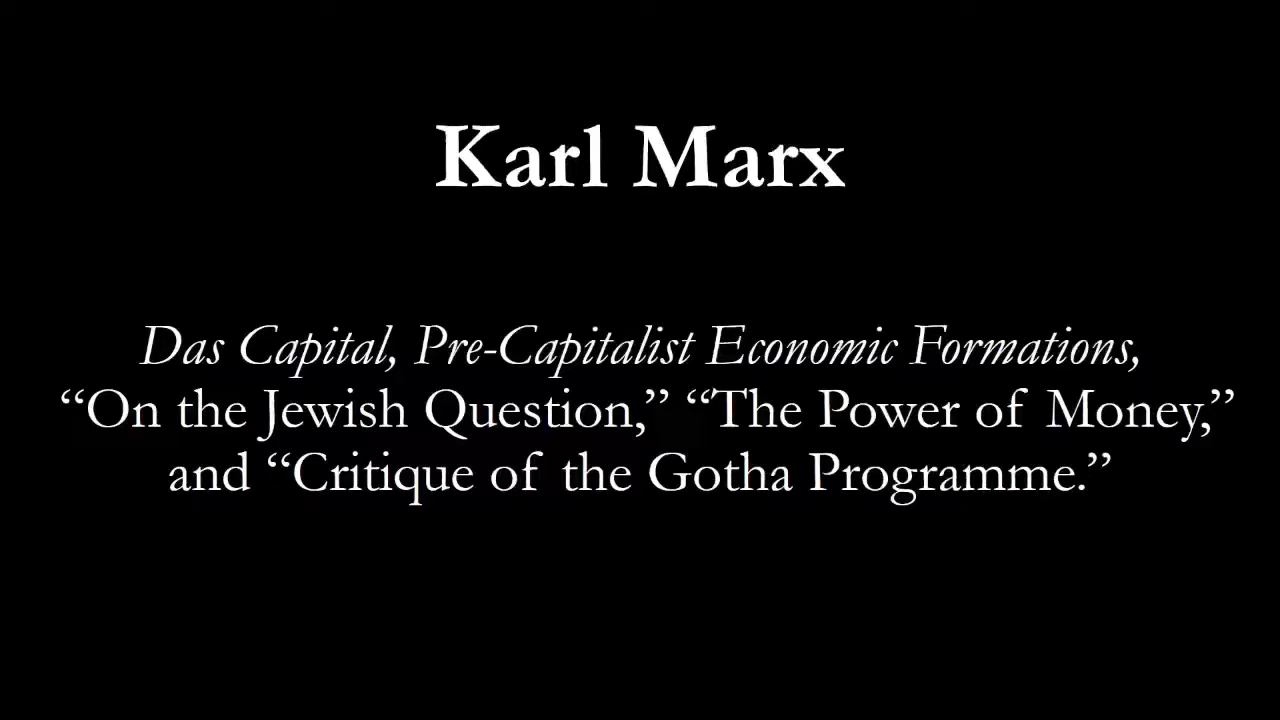 Karl Marx
Das Capital, Pre-Capitalist Economic Formations,
“On the Jewish Question,” “The Power of Money,”
and “Critique of the Gotha Programme.”